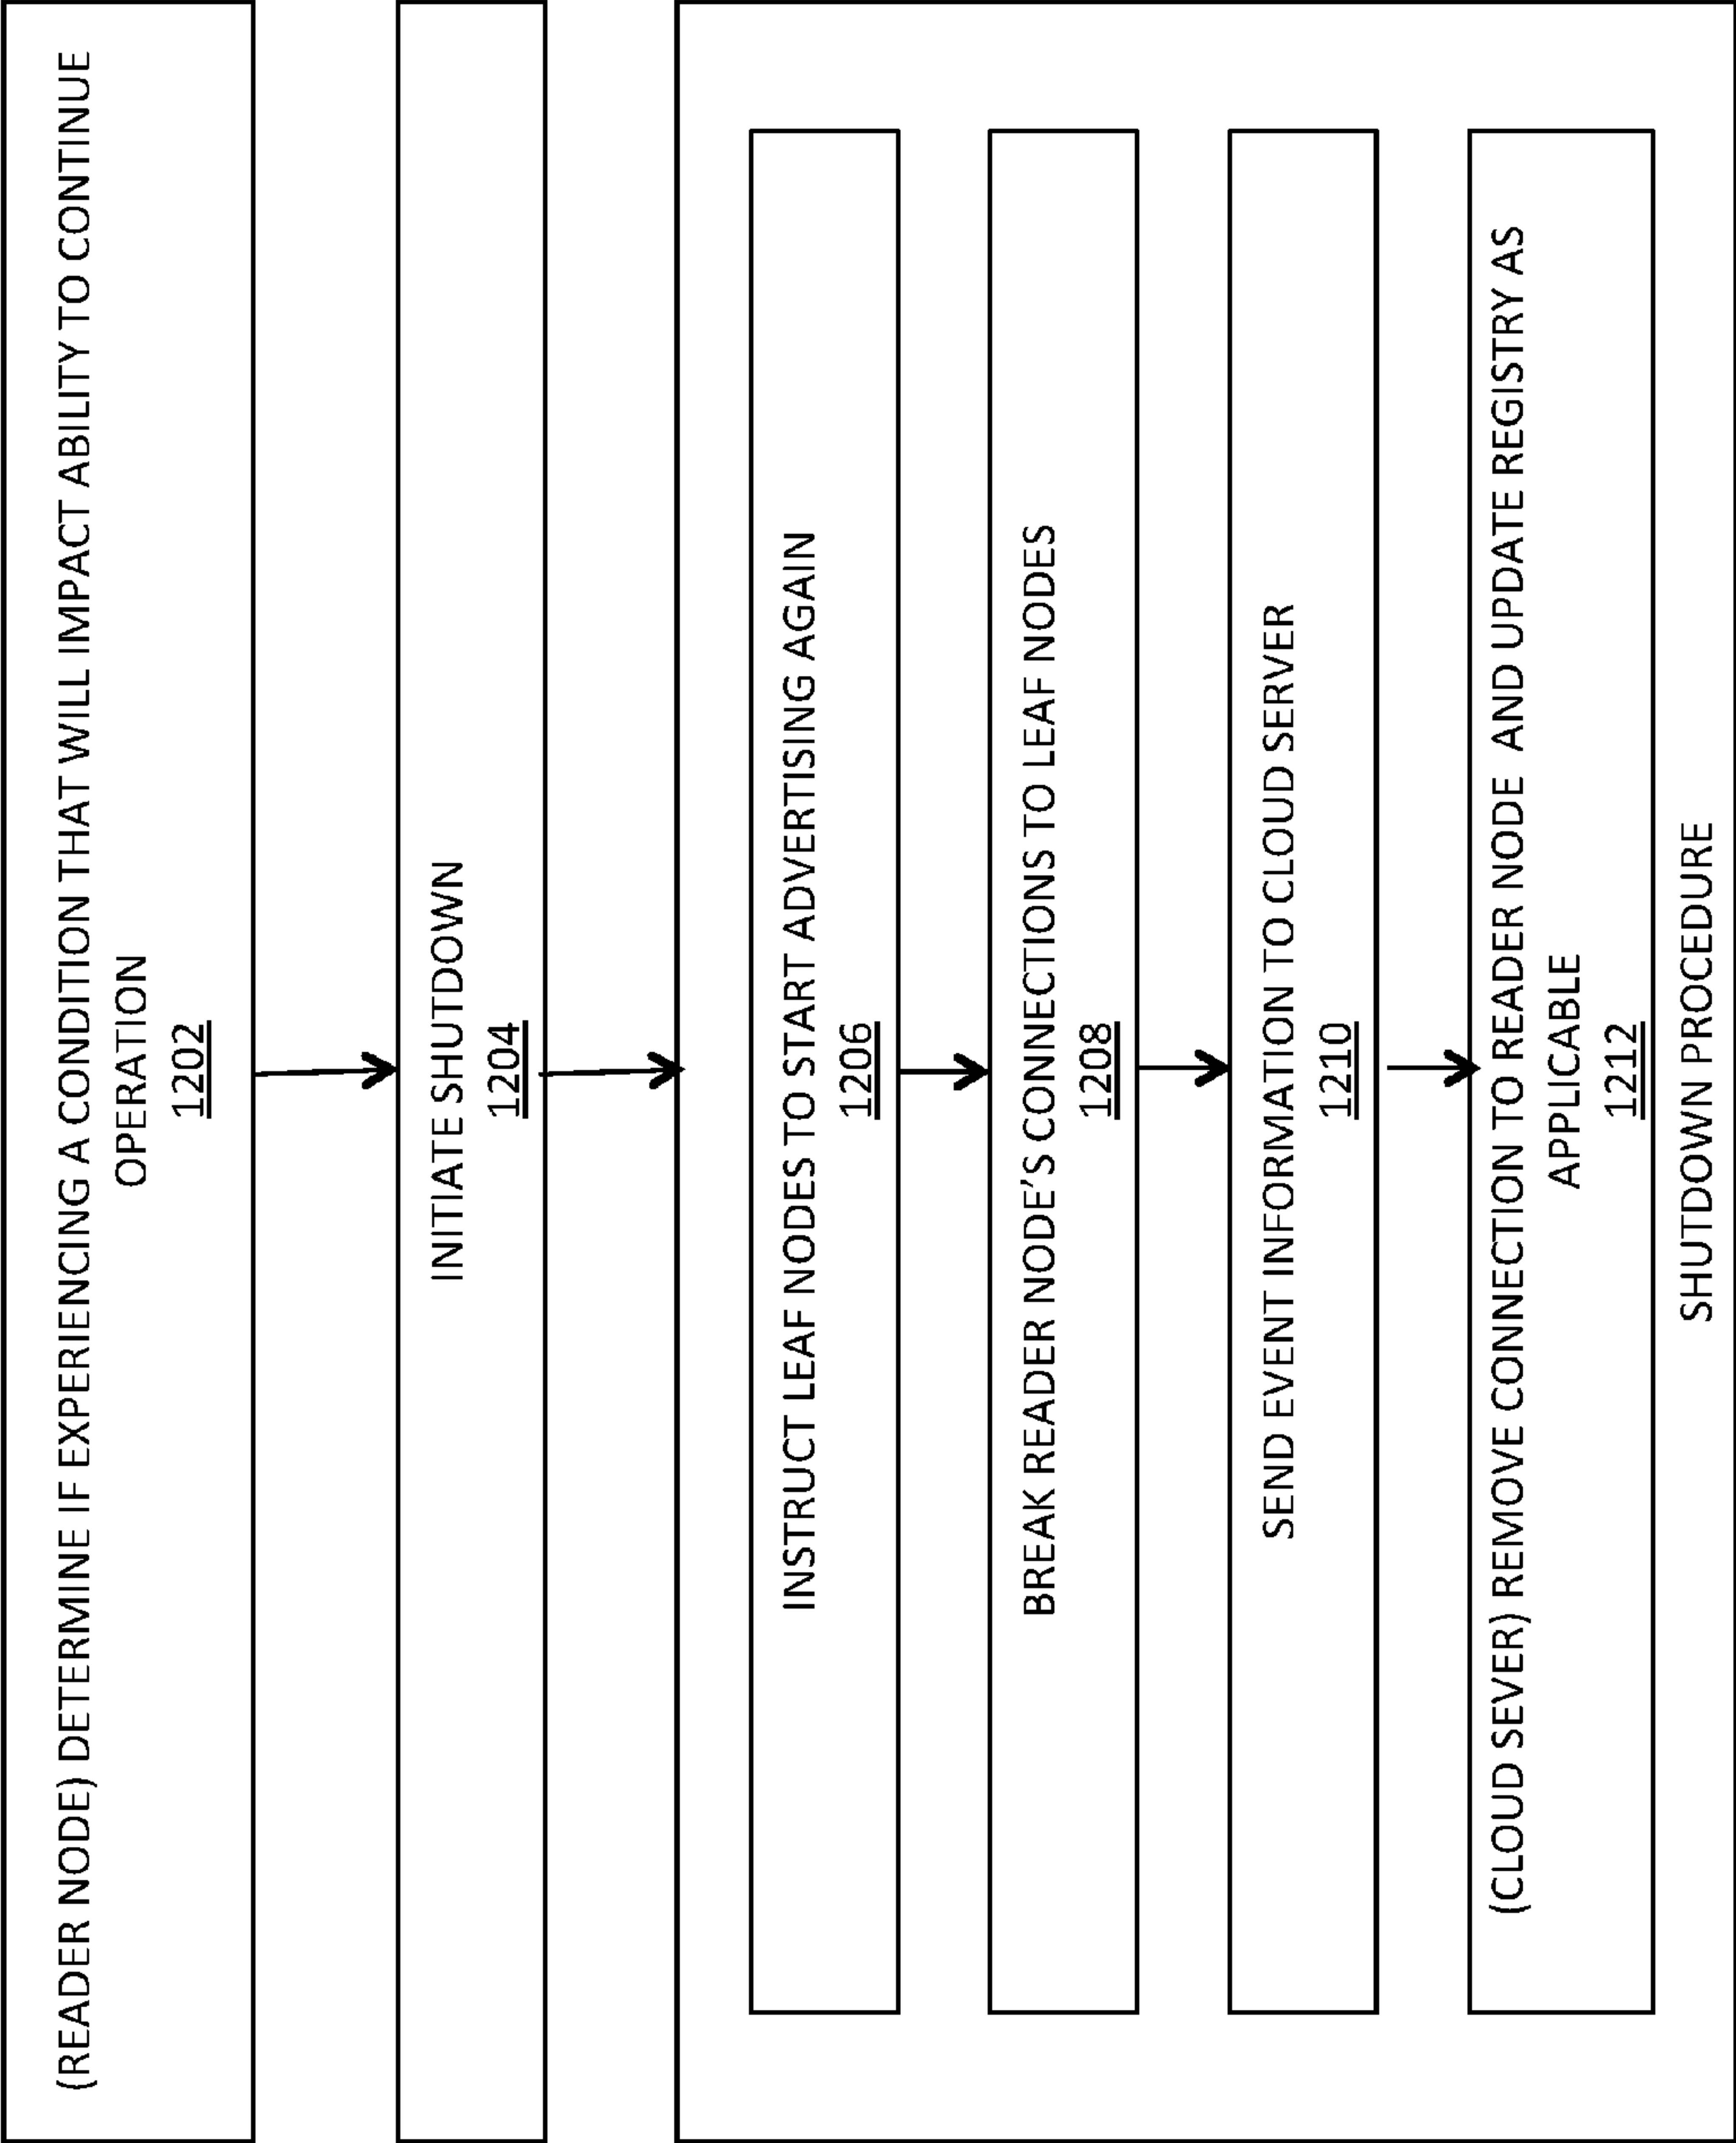 (READER NODE) DETERMINE IF EXPERIENCING A CONDITION THAT WILL IMPACT ABILITY TO CONTINUE
OPERATION
1202
INITIATE SHUTDOWN
1204
INSTRUCT LEAF NODES TO START ADVERTISING AGAIN
1206
BREAK READER NODE'S CONNECTIONS TO LEAF NODES
1208
SEND EVENT INFORMATION TO CLOUD SERVER
1210
(CLOUD SEVER) REMOVE CONNECTION TO READER NODE AND UPDATE REGISTRY AS
APPLICABLE
1212
SHUTDOWN PROCEDURE